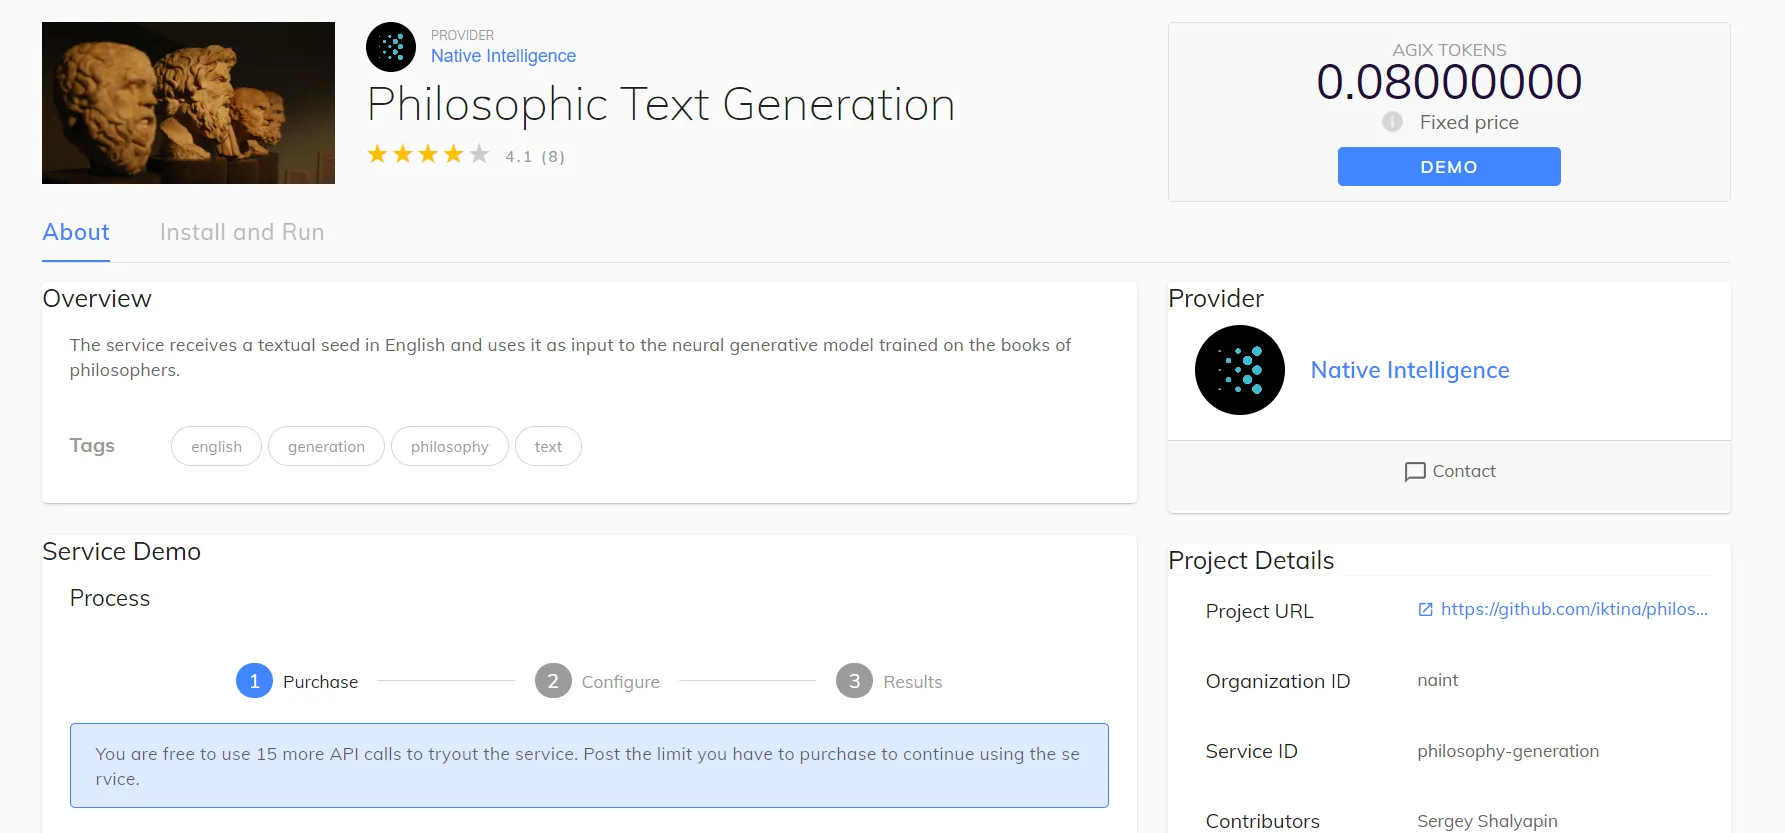 PROVIDER
Native Intelligence
Philosophic Text Generation
4.1 (8)
AGIX TOKENS
0.08000000
Fixed price
DEMO
About
Install and Run
Overview
The service receives a textual seed in English and uses it as input to the neural generative model trained on the books of
philosophers.
Tags
english
generation
philosophy
text
Provider
Native Intelligence
Contact
Service Demo
Process
1 Purchase
2 Configure
3 Results
You are free to use 15 more API calls to tryout the service. Post the limit you have to purchase to continue using the se
rvice.
Project Details
Project URL
https://github.com/iktina/philos...
Organization ID
naint
Service ID
philosophy-generation
Contributors
Sergey Shalyapin